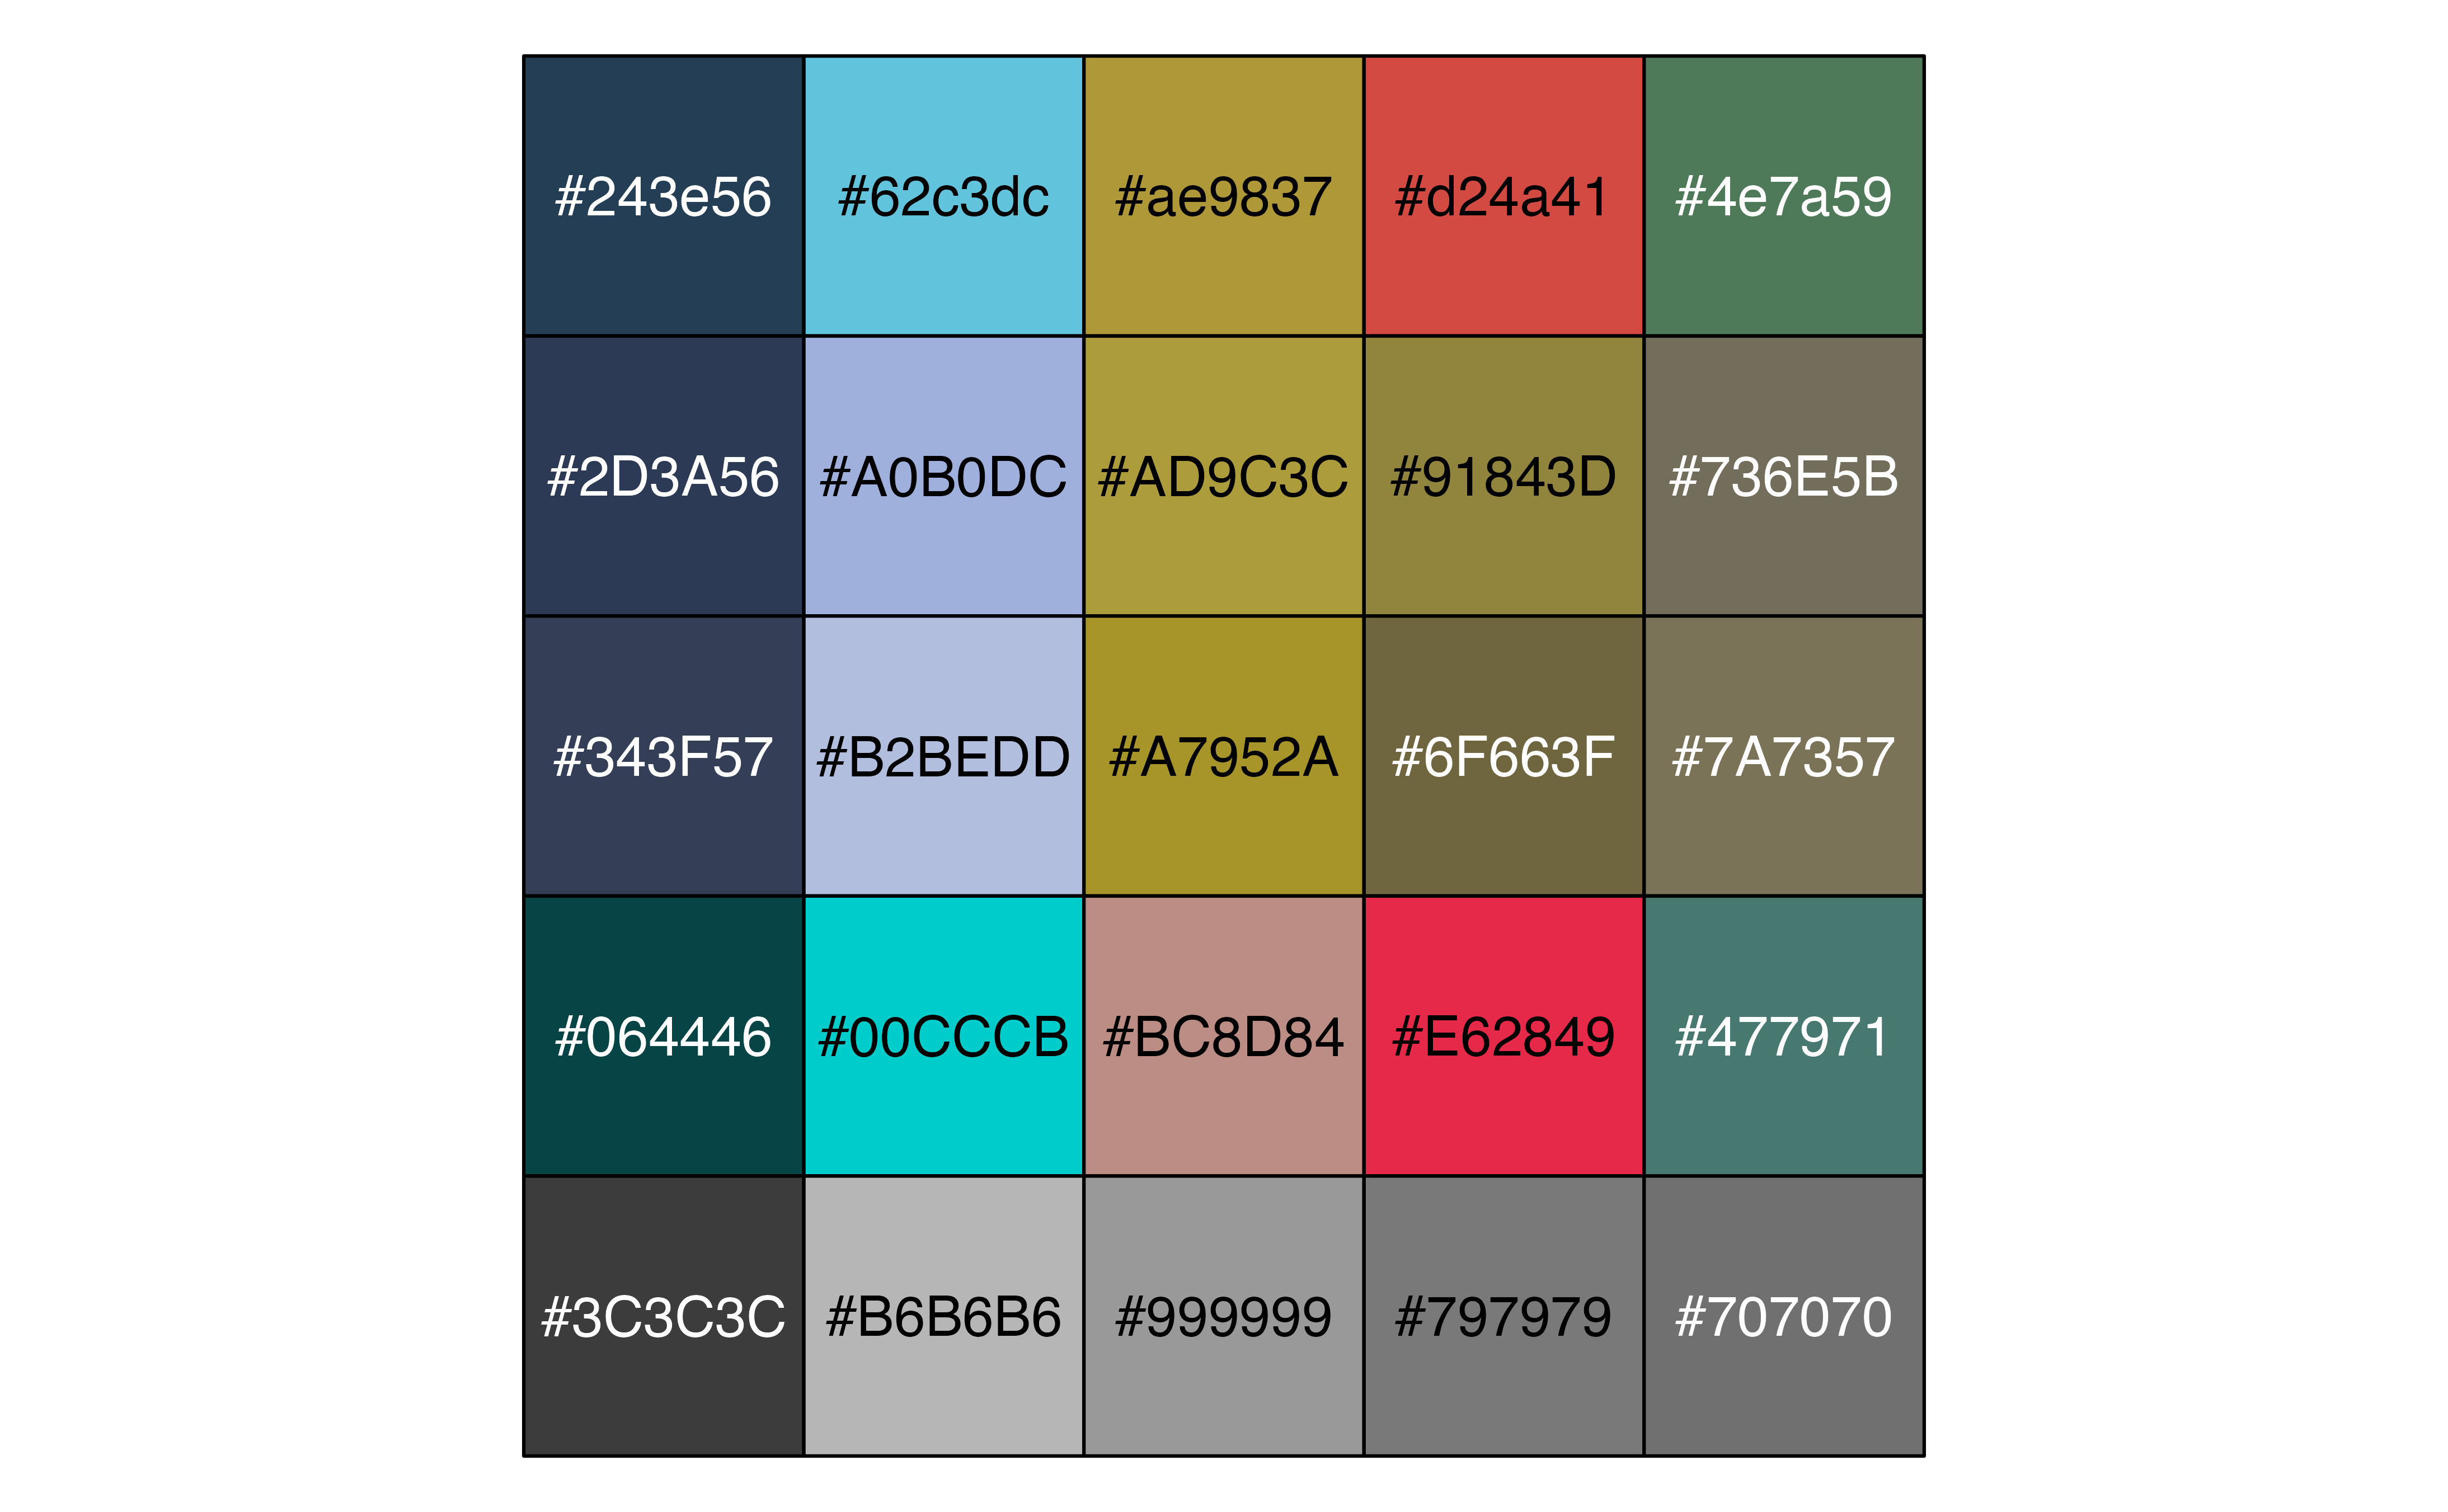 #243e56 #62c3dc #ae9837 #d24a41 #4e7a59
#2D3A56 #A0B0DC #AD9C3C #91843D #736E5B
#343F57 #B2BEDD #A7952A #6F663F #7A7357
#064446 #00CCCB #BC8D84 #E62849 #477971
#3C3C3C #B6B6B6 #999999 #797979 #707070